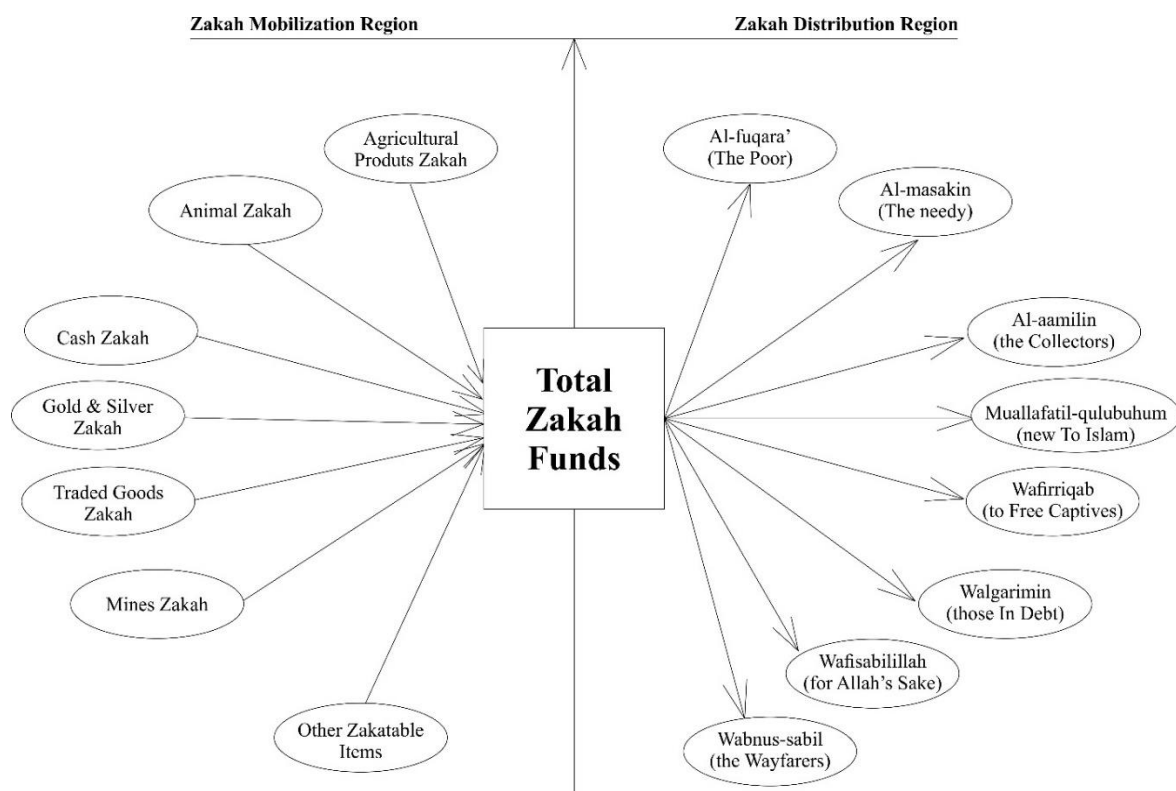 Zakah Mobilization Region
Zakah Distribution Region
Agricultural
Produts Zakah
Animal Zakah
Cash Zakah
Gold & Silver
Zakah
Traded Goods
Zakah
Mines Zakah
Other Zakatable
Items
Total
Zakah
Funds
Al-fuqara’
(The Poor)
Al-masakin
(The needy)
Al-aamilin
(the Collectors)
Muallafatil-qulubuhum
(new To Islam)
Wafirriqab
(to Free Captives)
Walgarimin
(those In Debt)
Wafisabilillah
(for Allah’s Sake)
Wabnus-sabil
(the Wayfarers)